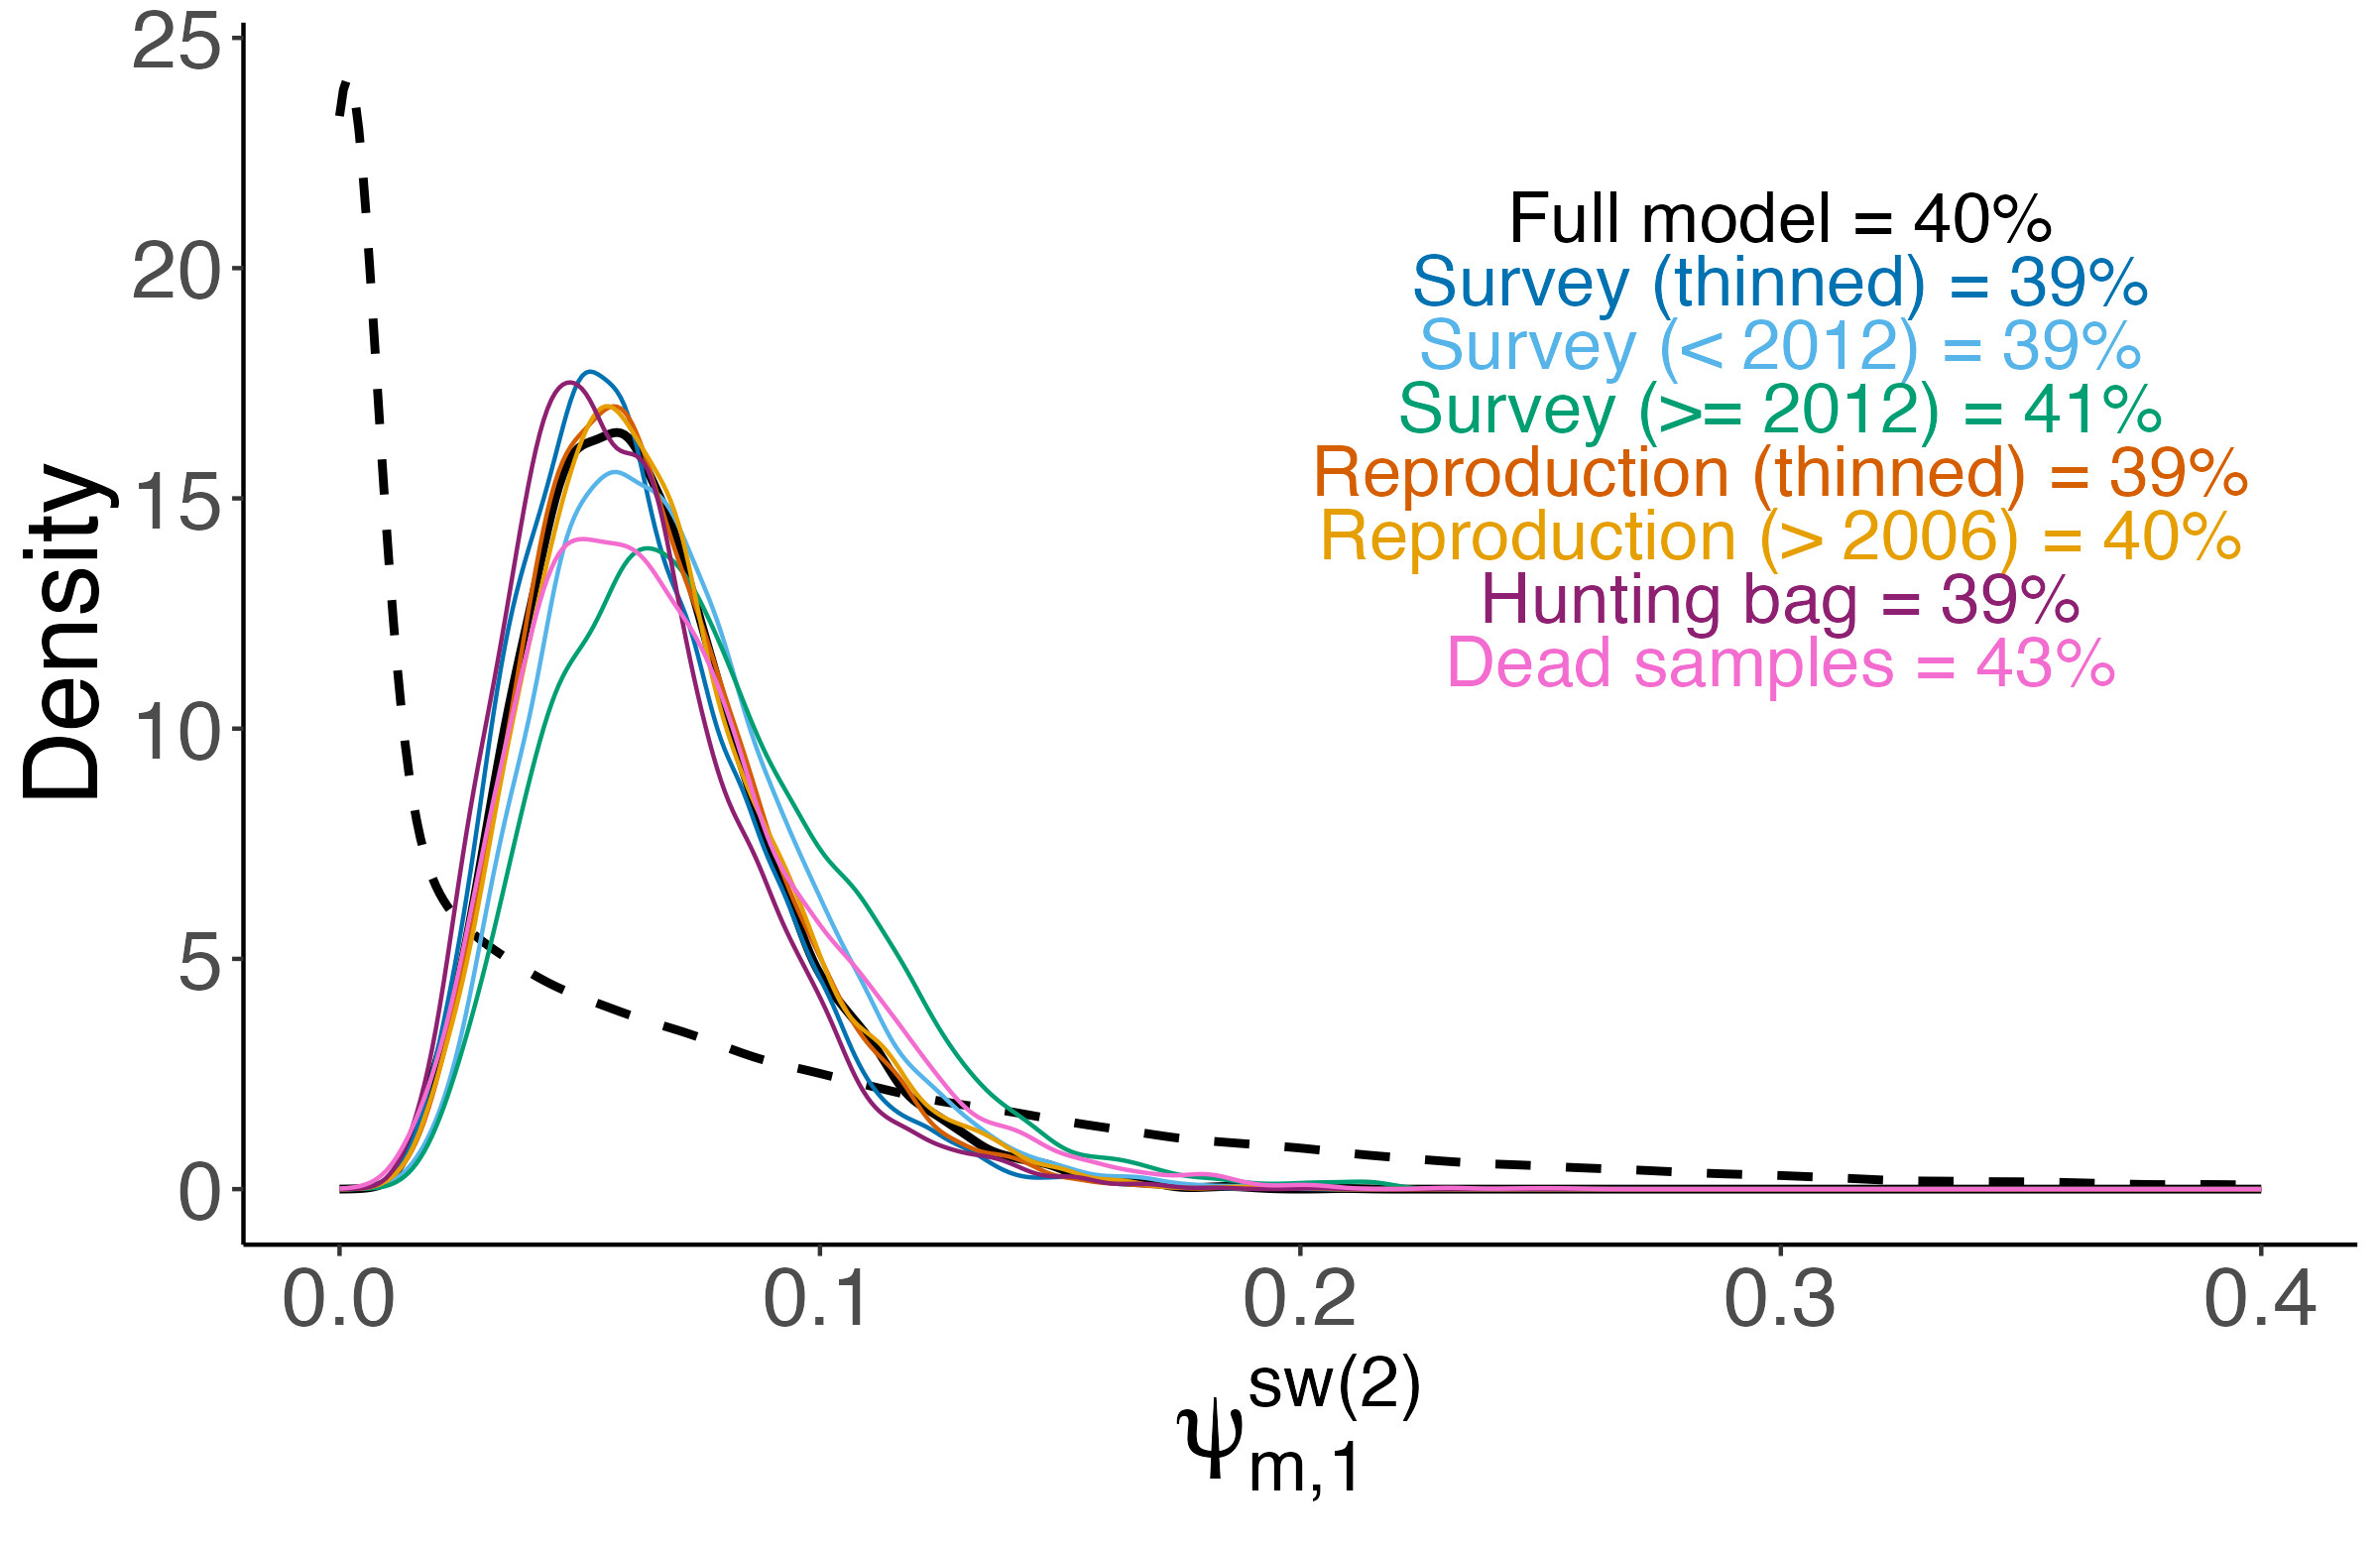 25
20
15
10
5
0
Density
Full model = 40%
Survey (thinned) = 39%
Survey (< 2012) = 39%
Survey (>= 2012) = 41%
Reproduction (thinned) = 39%
Reproduction (> 2006) = 40%
Hunting bag = 39%
Dead samples = 43%
0.0 0.1 0.2 0.3 0.4
ψ sw(2) m,1